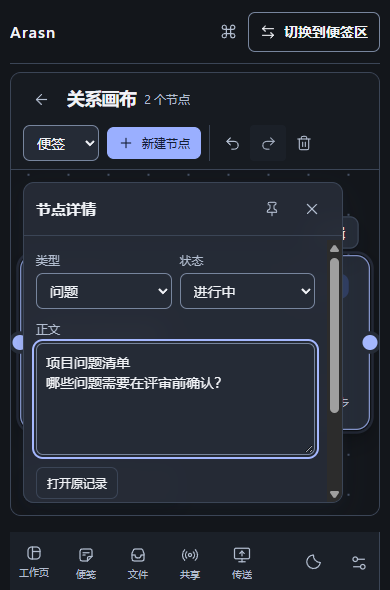 Arasn
切换到便签区
关系画布 2 个节点
便签
新建节点
节点详情
类型
状态
问题
进行中
正文
项目问题清单
哪些问题需要在评审前确认？
打开原记录
工作页
便笺
文件
共享
传送